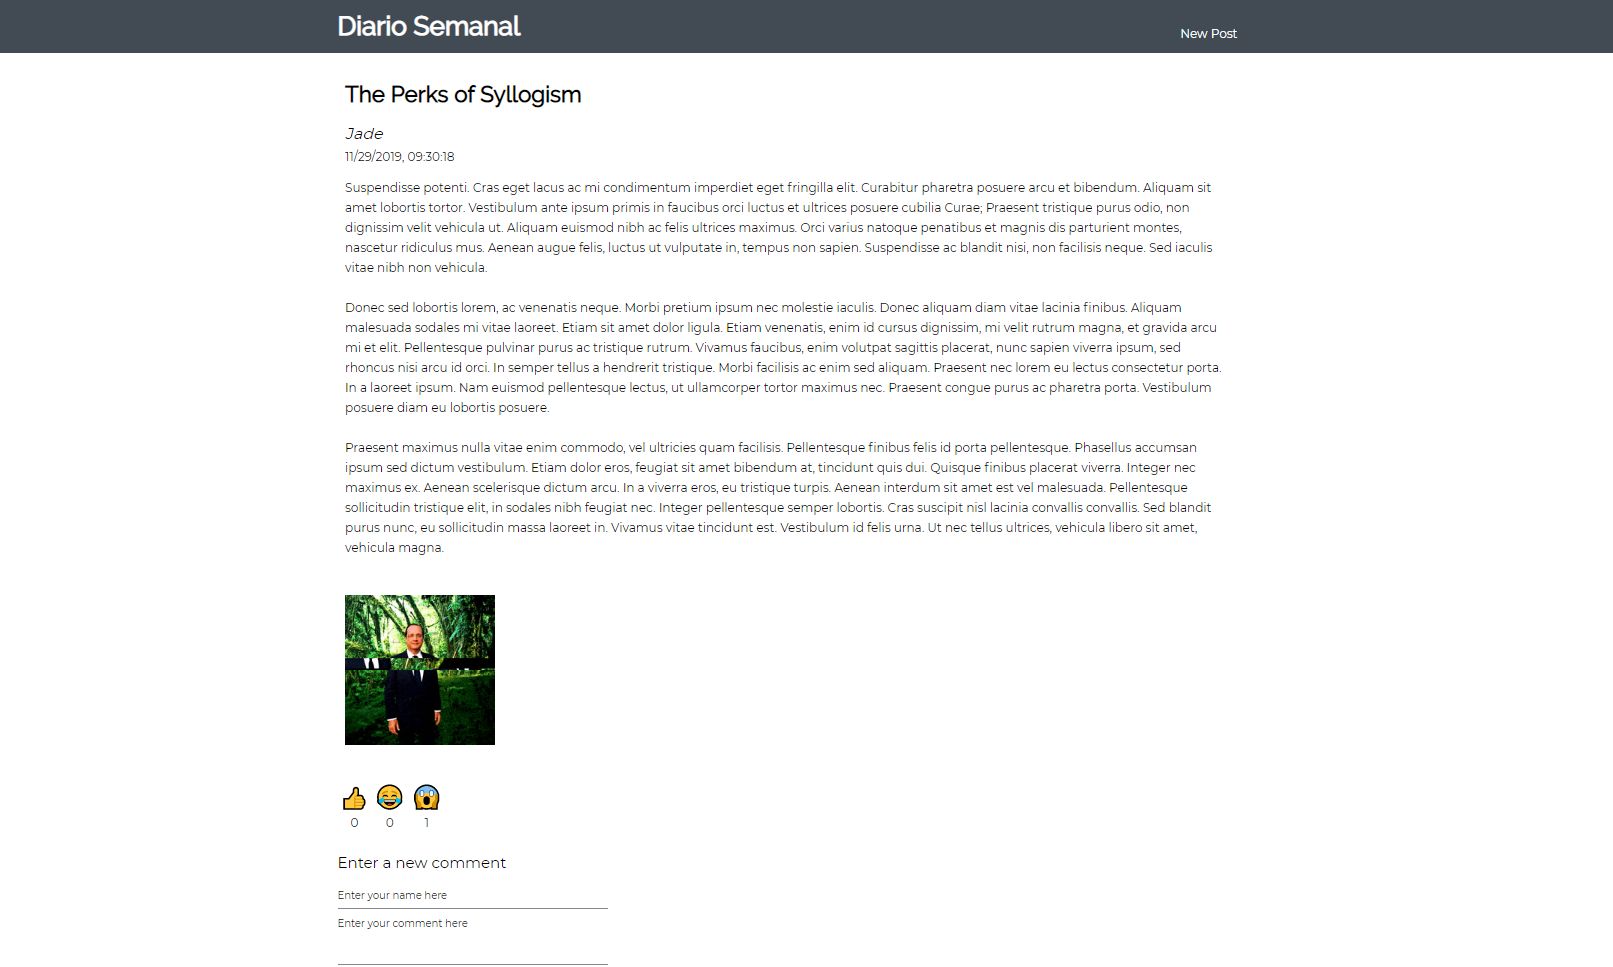 Diario Semanal
New Post
The Perks of Syllogism
Jade
11/29/2019, 09:30:18
Suspendisse potenti. Cras eget lacus ac mi condimentum imperdiet eget fringilla elit. Curabitur pharetra posuere arcu et bibendum. Aliquam sit
amet lobortis tortor. Vestibulum ante ipsum primis in faucibus orci luctus et ultrices posuere cubilia Curae; Praesent tristique purus odio, non
dignissim velit vehicula ut. Aliquam euismod nibh ac felis ultrices maximus. Orci varius natoque penatibus et magnis dis parturient montes,
nascetur ridiculus mus. Aenean augue felis, luctus ut vulputate in, tempus non sapien. Suspendisse ac blandit nisi, non facilisis neque. Sed iaculis
vitae nibh non vehicula.
Donec sed lobortis lorem, ac venenatis neque. Morbi pretium ipsum nec molestie iaculis. Donec aliquam diam vitae lacinia finibus. Aliquam
malesuada sodales mi vitae laoreet. Etiam sit amet dolor ligula. Etiam venenatis, enim id cursus dignissim, mi velit rutrum magna, et gravida arcu
mi et elit. Pellentesque pulvinar purus ac tristique rutrum. Vivamus faucibus, enim volutpat sagittis placerat, nunc sapien viverra ipsum, sed
rhoncus nisi arcu id orci. In semper tellus a hendrerit tristique. Morbi facilisis ac enim sed aliquam. Praesent nec lorem eu lectus consectetur porta.
In a laoreet ipsum. Nam euismod pellentesque lectus, ut ullamcorper tortor maximus nec. Praesent congue purus ac pharetra porta. Vestibulum
posuere diam eu lobortis posuere.
Praesent maximus nulla vitae enim commodo, vel ultricies quam facilisis. Pellentesque finibus felis id porta pellentesque. Phasellus accumsan
ipsum sed dictum vestibulum. Etiam dolor eros, feugiat sit amet bibendum at, tincidunt quis dui. Quisque finibus placerat viverra. Integer nec
maximus ex. Aenean scelerisque dictum arcu. In a viverra eros, eu tristique turpis. Aenean interdum sit amet est vel malesuada. Pellentesque
sollicitudin tristique elit, in sodales nibh feugiat nec. Integer pellentesque semper lobortis. Cras suscipit nisl lacinia convallis convallis. Sed blandit
purus nunc, eu sollicitudin massa laoreet in. Vivamus vitae tincidunt est. Vestibulum id felis urna. Ut nec tellus ultrices, vehicula libero sit amet,
vehicula magna.
0 0 1
Enter a new comment
Enter your name here
Enter your comment here